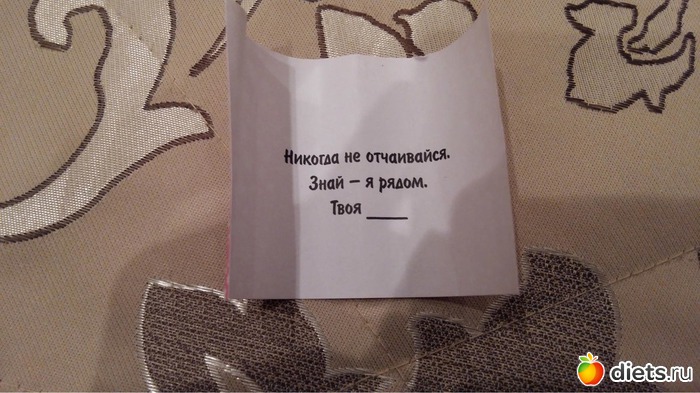 Никогда не отчаивайся.
Знай – я рядом.
Твоя ____
diets.ru